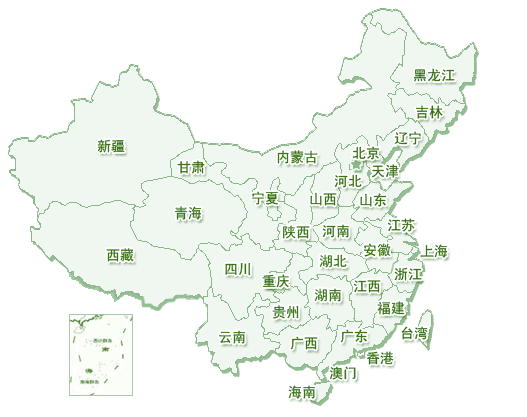 黑龙江
吉林
辽宁
新疆
内蒙古
北京
甘肃
天津
河北
宁夏
山西
山东
青海
江苏
陕西
河南
西藏
安徽
上海
湖北
四川
浙江
重庆
江西
湖南
福建
贵州
云南
台湾
广东
广西
香港
澳门
海南